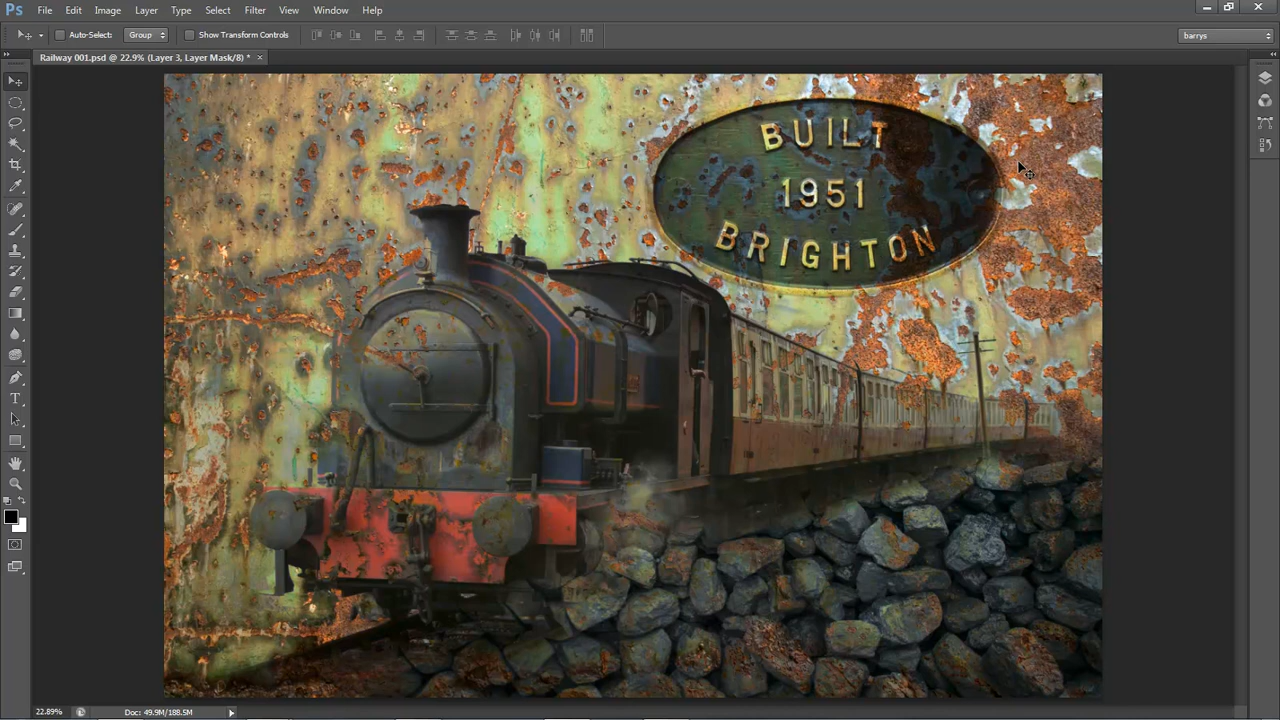 Ps File Edit Image Layer Type Select Filter View Window Help
Auto-Select: Group Show Transform Controls barrys
Railway 001.psd @ 22.9% (Layer 3, Layer Mask/8) *
BUILT
1951
BRIGHTON
T
22.89% Doc: 49.9M/188.5M